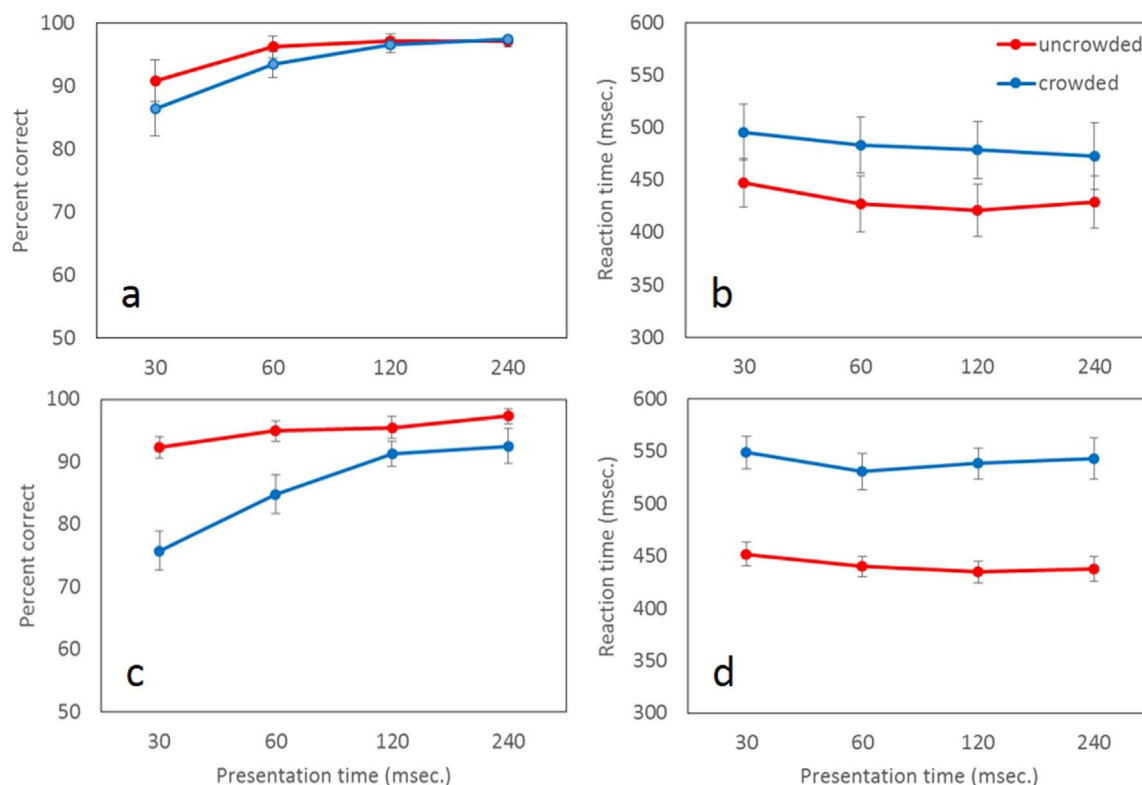 100
90
80
70
60
50
Percent correct
a
30 60 120 240
600
550
500
450
400
350
300
Reaction time (msec.)
uncrowded
crowded
b
30 60 120 240
100
90
80
70
60
50
Percent correct
c
30 60 120 240
Presentation time (msec.)
600
550
500
450
400
350
300
Reaction time (msec.)
d
30 60 120 240
Presentation time (msec.)